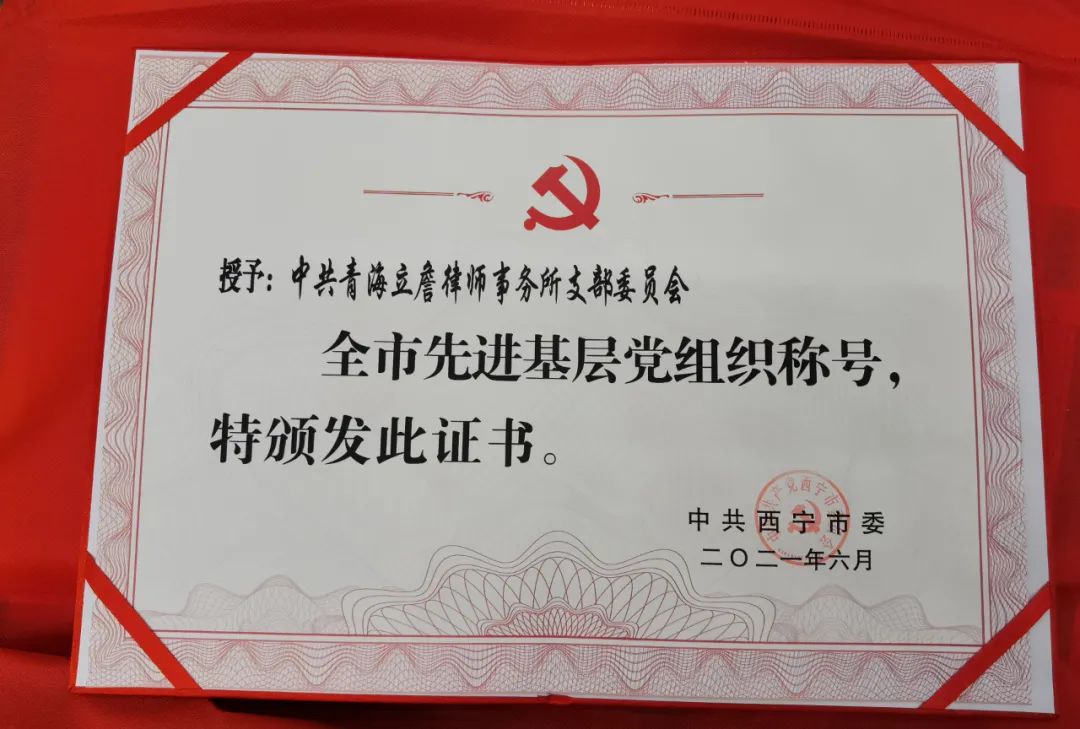 授予：中共青海立詹律师事务所支部委员会
全市先进基层党组织称号，
特颁发此证书。
中共西宁市委
二〇二一年六月